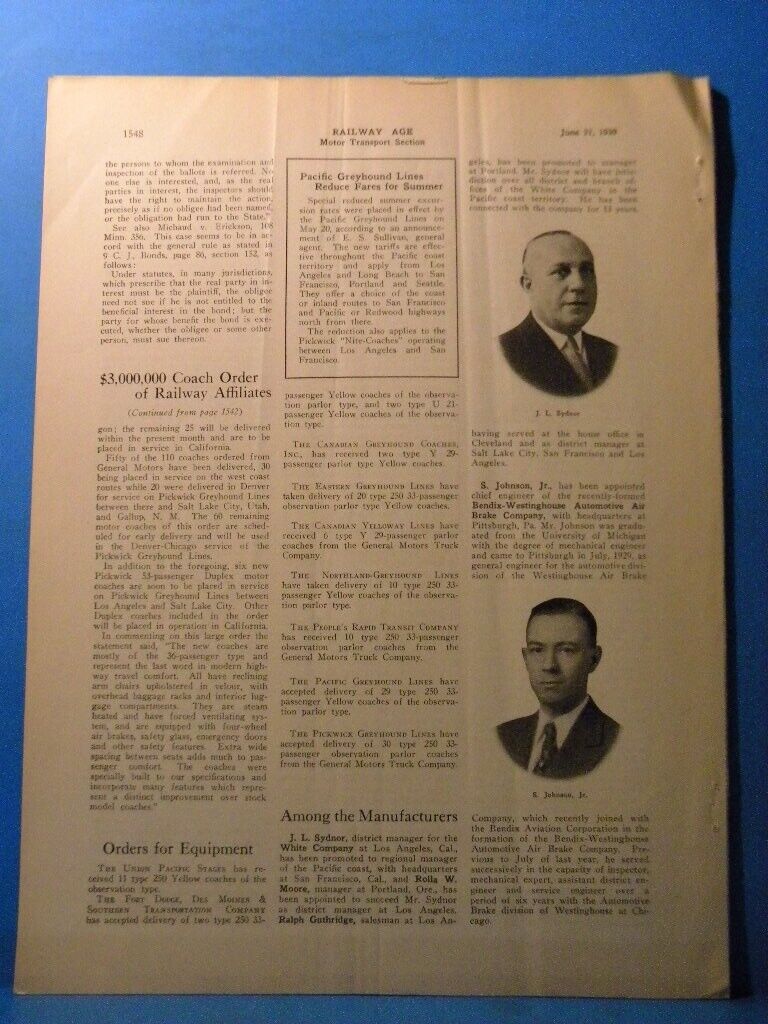 1548
RAILWAY AGE
Motor Transport Section
June 21, 1930
the persons to whom the examination and
inspection of the ballots is referred. No
one else is interested, and, as the real
parties in interest, the inspectors should
have the right to maintain the action,
precisely as if no obligee had been named,
or the obligation had run to the State."
See also Michaud v. Erickson, 108
Minn. 356. This case seems to be in ac-
cord with the general rule as stated in
9 C. J., Bonds, page 86, section 152, as
follows:
Under statutes, in many jurisdictions,
which prescribe that the real party in in-
terest must be the plaintiff, the obligee
need not sue if he is not entitled to the
beneficial interest in the bond; but the
party for whose benefit the bond is exe-
cuted, whether the obligee or some other
person, must sue thereon.
$3,000,000 Coach Order
of Railway Affiliates
(Continued from page 1542)
gon; the remaining 25 will be delivered
within the present month and are to be
placed in service in California.
Fifty of the 110 coaches ordered from
General Motors have been delivered, 30
being placed in service on the west coast
routes while 20 were delivered in Denver
for service on Pickwick Greyhound Lines
between there and Salt Lake City, Utah,
and Gallup, N. M. The 60 remaining
motor coaches of this order are sched-
uled for early delivery and will be used
in the Denver-Chicago service of the
Pickwick Greyhound Lines.
In addition to the foregoing, six new
Pickwick 53-passenger Duplex motor
coaches are soon to be placed in service
on Pickwick Greyhound Lines between
Los Angeles and Salt Lake City. Other
Duplex coaches included in the order
will be placed in operation in California.
In commenting on this large order the
statement said, "The new coaches are
mostly of the 36-passenger type and
represent the last word in modern high-
way travel comfort. All have reclining
arm chairs upholstered in velour, with
overhead baggage racks and interior lug-
gage compartments. They are steam
heated and have forced ventilating sys-
tem, and are equipped with four-wheel
air brakes, safety glass, emergency doors
and other safety features. Extra wide
spacing between seats adds much to pas-
senger comfort. The coaches were
specially built to our specifications and
incorporate many features which repre-
sent a distinct improvement over stock
model coaches."
Orders for Equipment
THE UNION PACIFIC STAGES has re-
ceived 11 type 250 Yellow coaches of the
observation type.
THE FORT DODGE, DES MOINES &
SOUTHERN TRANSPORTATION COMPANY
has accepted delivery of two type 250 33-
Pacific Greyhound Lines
Reduce Fares for Summer
Special reduced summer excur-
sion rates were placed in effect by
the Pacific Greyhound Lines on
May 20, according to an announce-
ment of E. S. Sullivan, general
agent. The new tariffs are effec-
tive throughout the Pacific coast
territory and apply from Los
Angeles and Long Beach to San
Francisco, Portland and Seattle.
They offer a choice of the coast
or inland routes to San Francisco
and Pacific or Redwood highways
north from there.
The reduction also applies to the
Pickwick "Nite-Coaches" operating
between Los Angeles and San
Francisco.
passenger Yellow coaches of the observa-
tion parlor type, and two type U 21-
passenger Yellow coaches of the observa-
tion type.
THE CANADIAN GREYHOUND COACHES,
INC., has received two type Y 29-
passenger parlor type Yellow coaches.
THE EASTERN GREYHOUND LINES have
taken delivery of 20 type 250 33-passenger
observation parlor type Yellow coaches.
THE CANADIAN YELLOWAY LINES have
received 6 type Y 29-passenger parlor
coaches from the General Motors Truck
Company.
THE NORTHLAND-GREYHOUND LINES
have taken delivery of 10 type 250 33-
passenger Yellow coaches of the observa-
tion parlor type.
THE PEOPLE'S RAPID TRANSIT COMPANY
has received 10 type 250 33-passenger
observation parlor coaches from the
General Motors Truck Company.
THE PACIFIC GREYHOUND LINES have
accepted delivery of 29 type 250 33-
passenger Yellow coaches of the observa-
tion parlor type.
THE PICKWICK GREYHOUND LINES have
accepted delivery of 30 type 250 33-
passenger observation parlor coaches
from the General Motors Truck Company.
Among the Manufacturers
J. L. Sydnor, district manager for the
White Company at Los Angeles, Cal.,
has been promoted to regional manager
of the Pacific coast, with headquarters
at San Francisco, Cal., and Rolla W.
Moore, manager at Portland, Ore., has
been appointed to succeed Mr. Sydnor
as district manager at Los Angeles.
Ralph Guthridge, salesman at Los An-
geles, has been promoted to manager
at Portland. Mr. Sydnor will have juris-
diction over all district and branch of-
fices of the White Company in the
Pacific coast territory. He has been
connected with the company for 13 years,
J. L. Sydnor
having served at the house office in
Cleveland and as district manager at
Salt Lake City, San Francisco and Los
Angeles.
S. Johnson, Jr., has been appointed
chief engineer of the recently-formed
Bendix-Westinghouse Automotive Air
Brake Company, with headquarters at
Pittsburgh, Pa. Mr. Johnson was gradu-
ated from the University of Michigan
with the degree of mechanical engineer
and came to Pittsburgh in July, 1929, as
general engineer for the automotive divi-
sion of the Westinghouse Air Brake
S. Johnson, Jr.
Company, which recently joined with
the Bendix Aviation Corporation in the
formation of the Bendix-Westinghouse
Automotive Air Brake Company. Pre-
vious to July of last year, he served
successively in the capacity of inspector,
mechanical expert, assistant district en-
gineer and service engineer over a
period of six years with the Automotive
Brake division of Westinghouse at Chi-
cago.